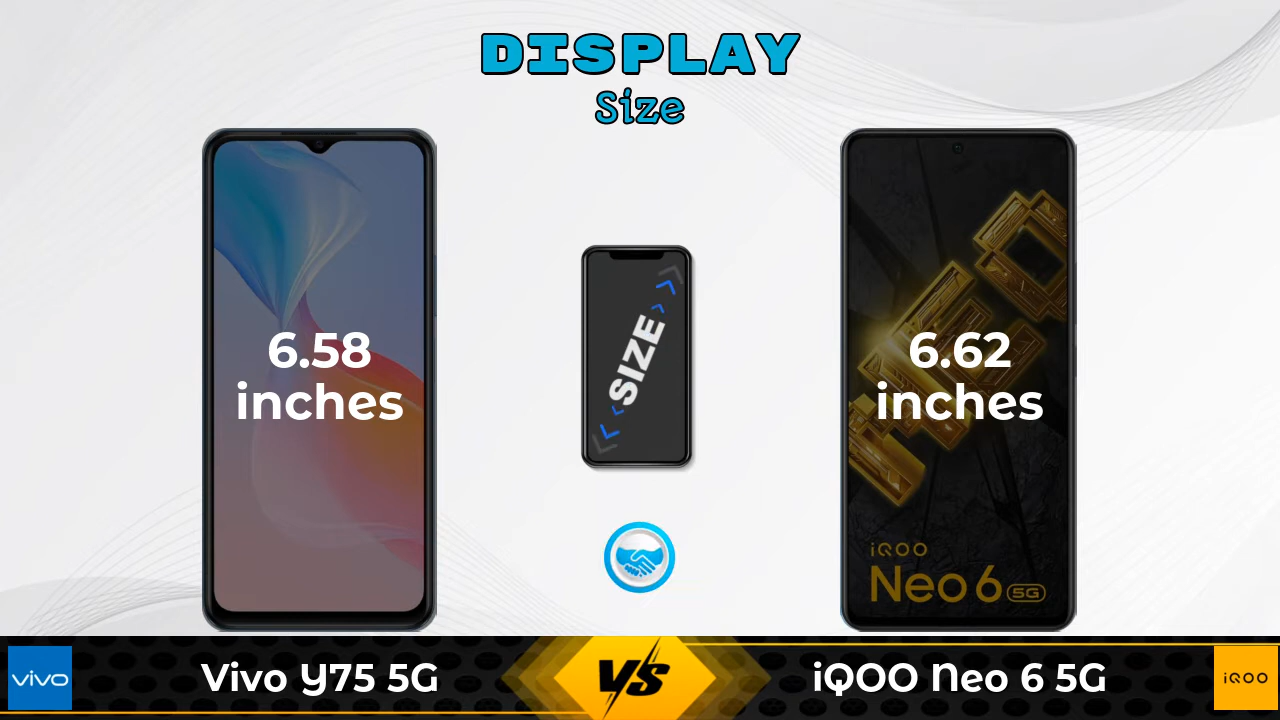 DISPLAY
Size
6.58
inches
SIZE
6.62
inches
iQOO
Neo 6 5G
vivo
Vivo Y75 5G
VS
iQOO Neo 6 5G
iQOO